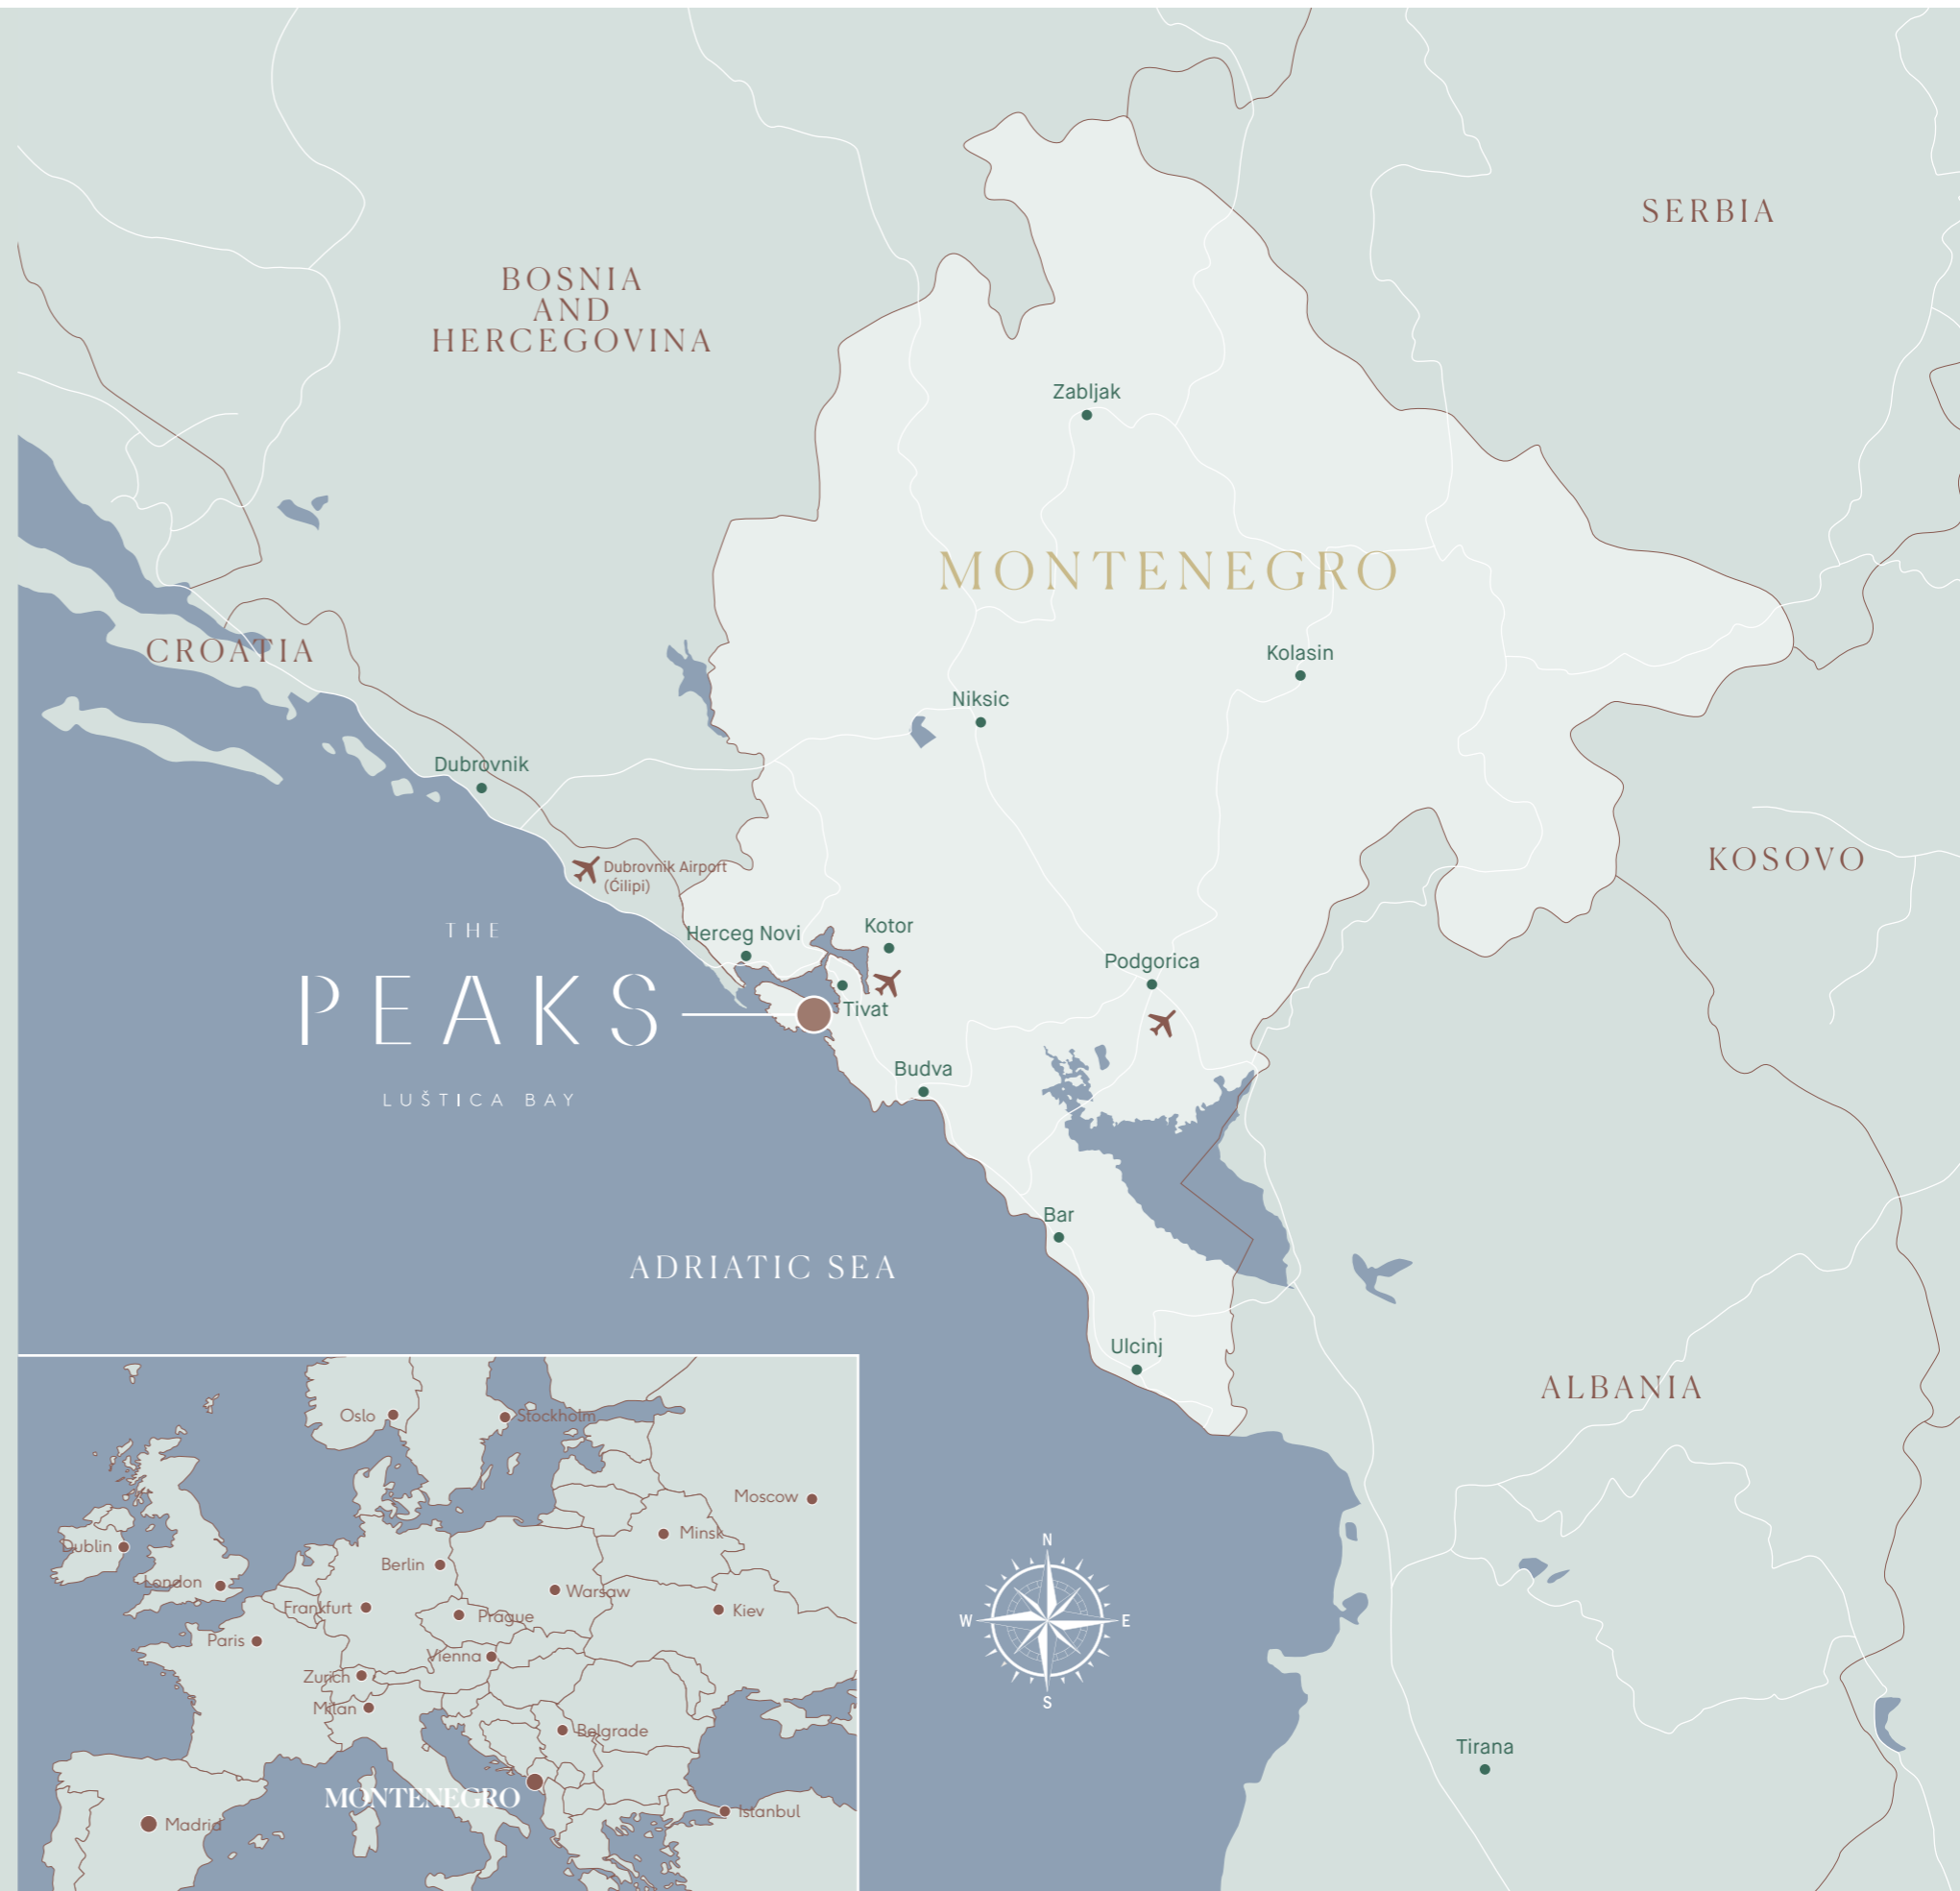 SERBIA
BOSNIA
AND
HERCEGOVINA
Zabljak
MONTENEGRO
CROATIA
Kolasin
Niksic
Dubrovnik
KOSOVO
Dubrovnik Airport
(Ćilipi)
THE
PEAKS
LUŠTICA BAY
Herceg Novi
Kotor
Podgorica
Tivat
Budva
Bar
ADRIATIC SEA
Ulcinj
ALBANIA
Oslo
Stockholm
Moscow
Minsk
Dublin
Berlin
London
Warsaw
Frankfurt
Prague
Kiev
Paris
Vienna
Zurich
Milan
Belgrade
MONTENEGRO
Istanbul
Madrid
N
W
E
S
Tirana